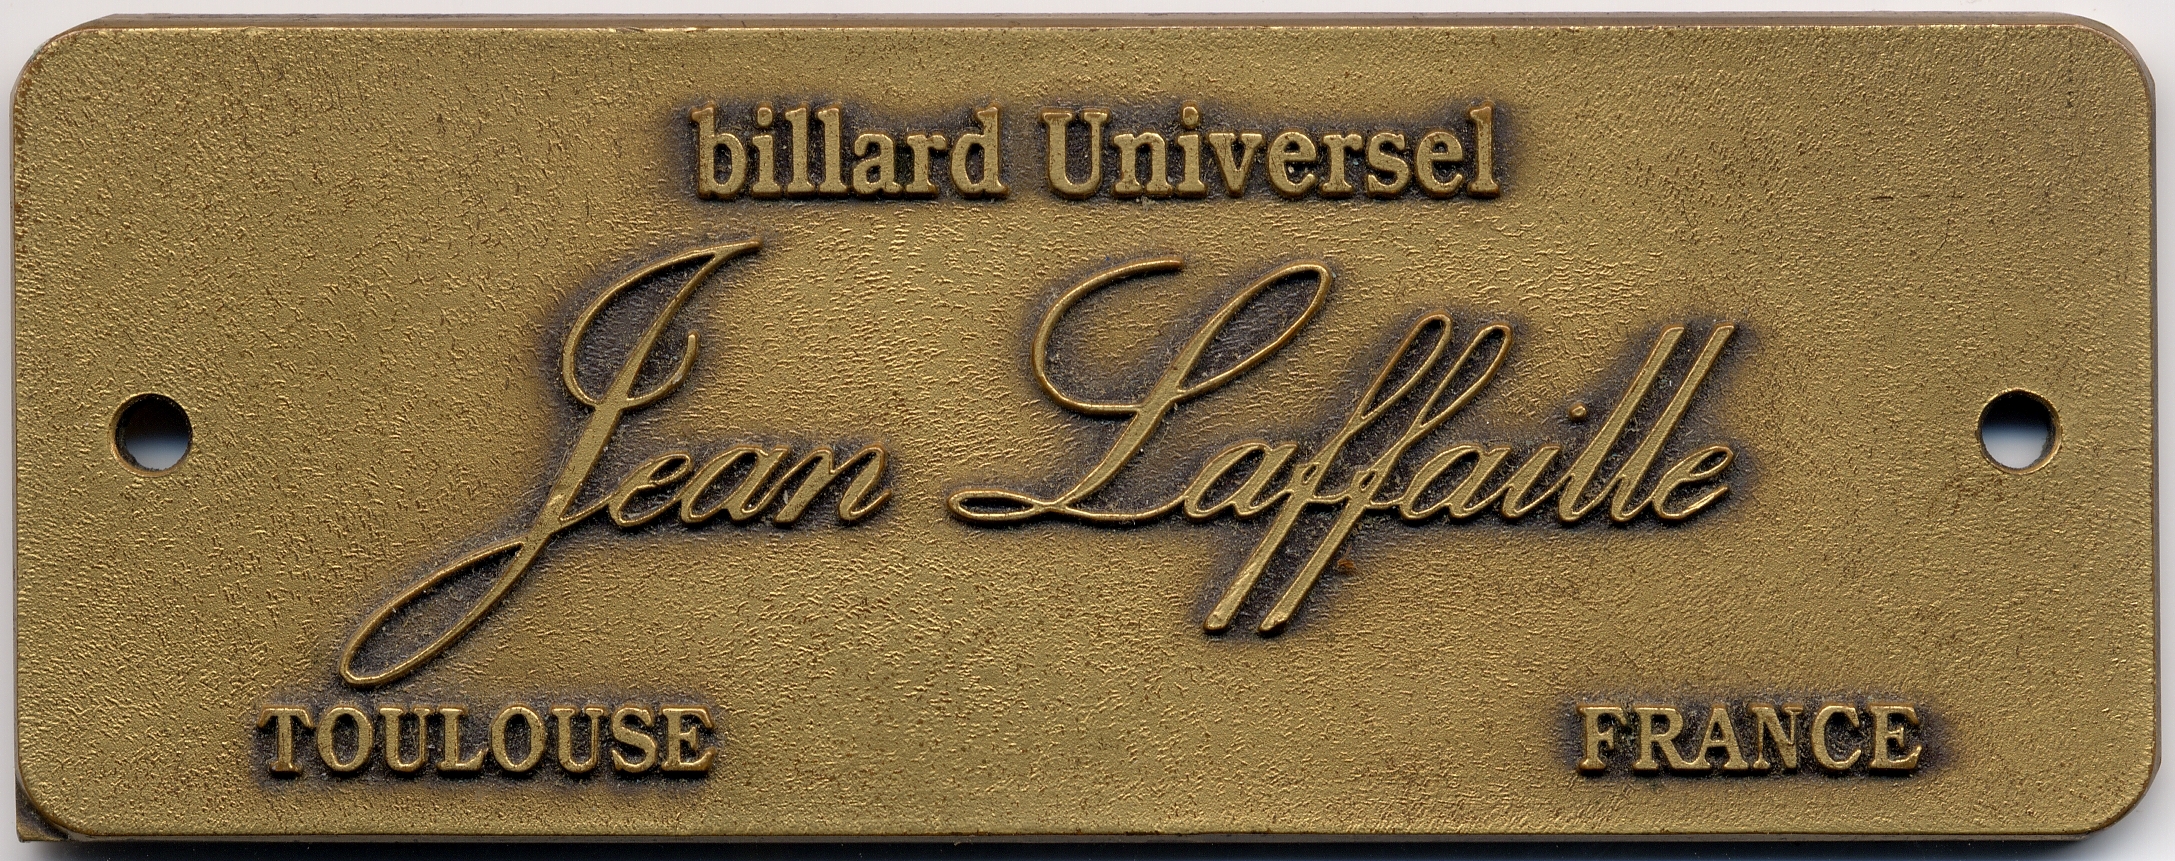 billard Universel
Jean Laffaille
TOULOUSE FRANCE